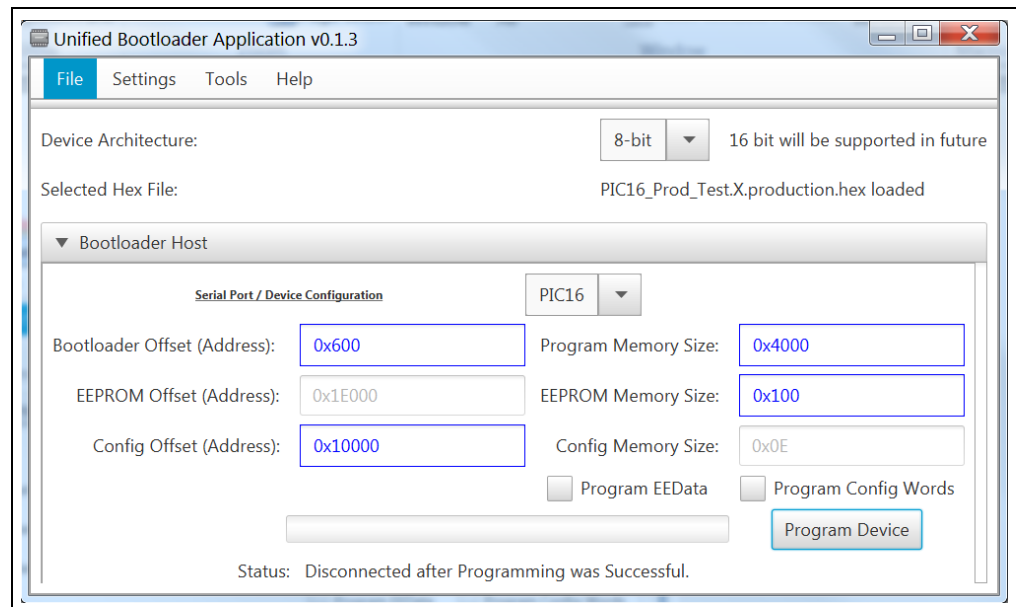 Unified Bootloader Application v0.1.3
File Settings Tools Help
Device Architecture: 8-bit 16 bit will be supported in future
Selected Hex File: PIC16_Prod_Test.X.production.hex loaded
Bootloader Host
Serial Port / Device Configuration PIC16
Bootloader Offset (Address): 0x600 Program Memory Size: 0x4000
EEPROM Offset (Address): 0x1E000 EEPROM Memory Size: 0x100
Config Offset (Address): 0x10000 Config Memory Size: 0x0E
Program EEData Program Config Words
Program Device
Status: Disconnected after Programming was Successful.